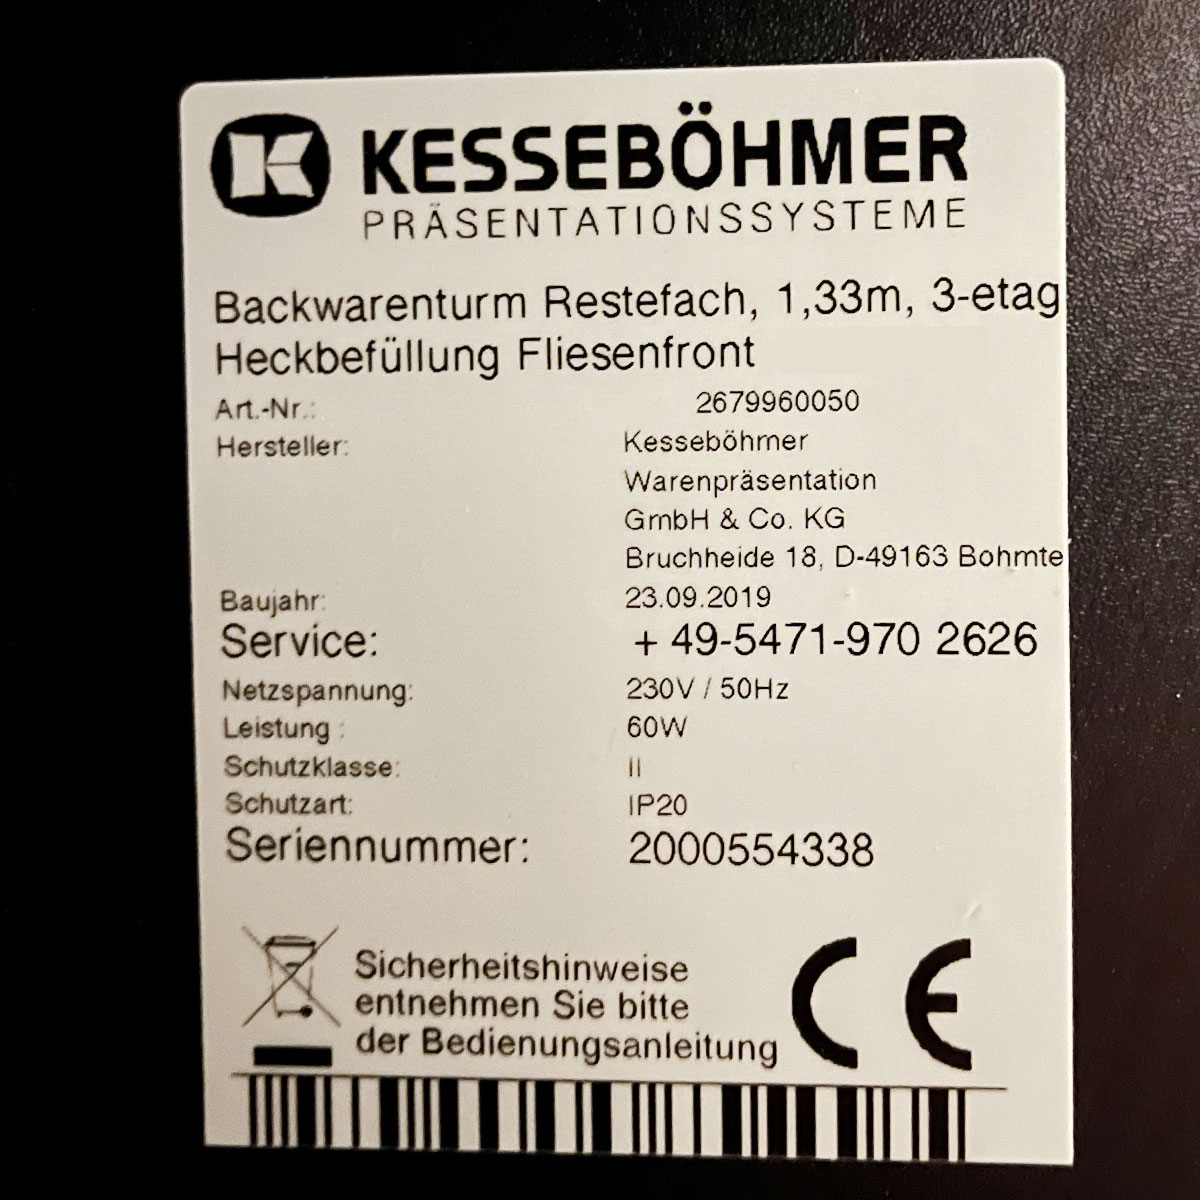 K KESSEBÖHMER
PRÄSENTATIONSSYSTEME
Backwarenturm Restefach, 1,33m, 3-etag
Heckbefüllung Fliesenfront
Art.-Nr.: 2679960050
Hersteller: Kesseböhmer
Warenpräsentation
GmbH & Co. KG
Bruchheide 18, D-49163 Bohmte
Baujahr: 23.09.2019
Service: + 49-5471-970 2626
Netzspannung: 230V / 50Hz
Leistung : 60W
Schutzklasse: II
Schutzart: IP20
Seriennummer: 2000554338
Sicherheitshinweise
entnehmen Sie bitte
der Bedienungsanleitung
CE